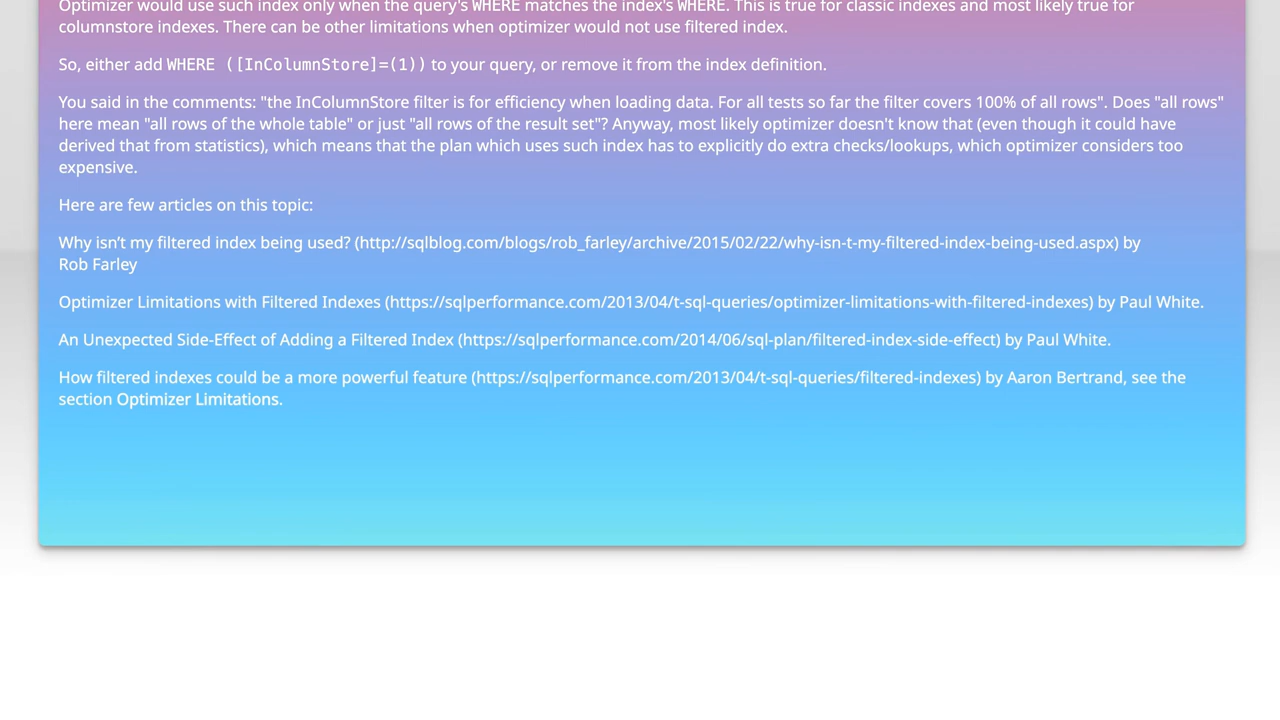 Optimizer would use such index only when the query's WHERE matches the index's WHERE. This is true for classic indexes and most likely true for
columnstore indexes. There can be other limitations when optimizer would not use filtered index.
So, either add WHERE ([InColumnStore]=(1)) to your query, or remove it from the index definition.
You said in the comments: "the InColumnStore filter is for efficiency when loading data. For all tests so far the filter covers 100% of all rows". Does "all rows"
here mean "all rows of the whole table" or just "all rows of the result set"? Anyway, most likely optimizer doesn't know that (even though it could have
derived that from statistics), which means that the plan which uses such index has to explicitly do extra checks/lookups, which optimizer considers too
expensive.
Here are few articles on this topic:
Why isn’t my filtered index being used? (http://sqlblog.com/blogs/rob_farley/archive/2015/02/22/why-isn-t-my-filtered-index-being-used.aspx) by
Rob Farley
Optimizer Limitations with Filtered Indexes (https://sqlperformance.com/2013/04/t-sql-queries/optimizer-limitations-with-filtered-indexes) by Paul White.
An Unexpected Side-Effect of Adding a Filtered Index (https://sqlperformance.com/2014/06/sql-plan/filtered-index-side-effect) by Paul White.
How filtered indexes could be a more powerful feature (https://sqlperformance.com/2013/04/t-sql-queries/filtered-indexes) by Aaron Bertrand, see the
section Optimizer Limitations.